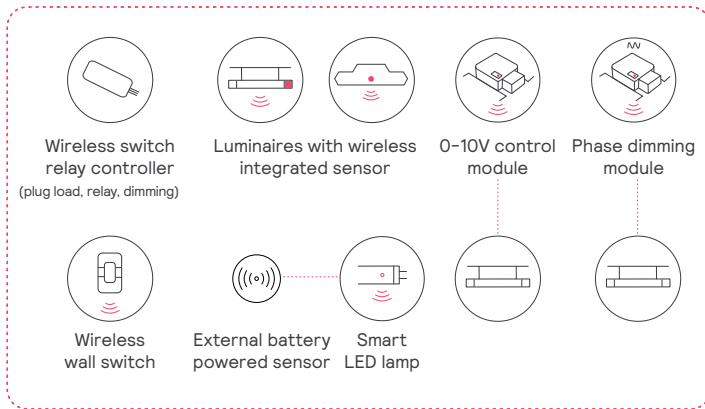 Wireless switch
relay controller
(plug load, relay, dimming)
Luminaires with wireless
integrated sensor
0-10V control
module
Phase dimming
module
Wireless
wall switch
External battery
powered sensor
Smart
LED lamp